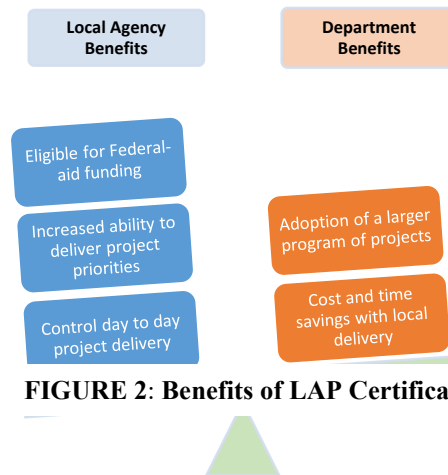 Local Agency
Benefits
Department
Benefits
Eligible for Federal-
aid funding
Increased ability to
deliver project
priorities
Control day to day
project delivery
Adoption of a larger
program of projects
Cost and time
savings with local
delivery
FIGURE 2: Benefits of LAP Certifica